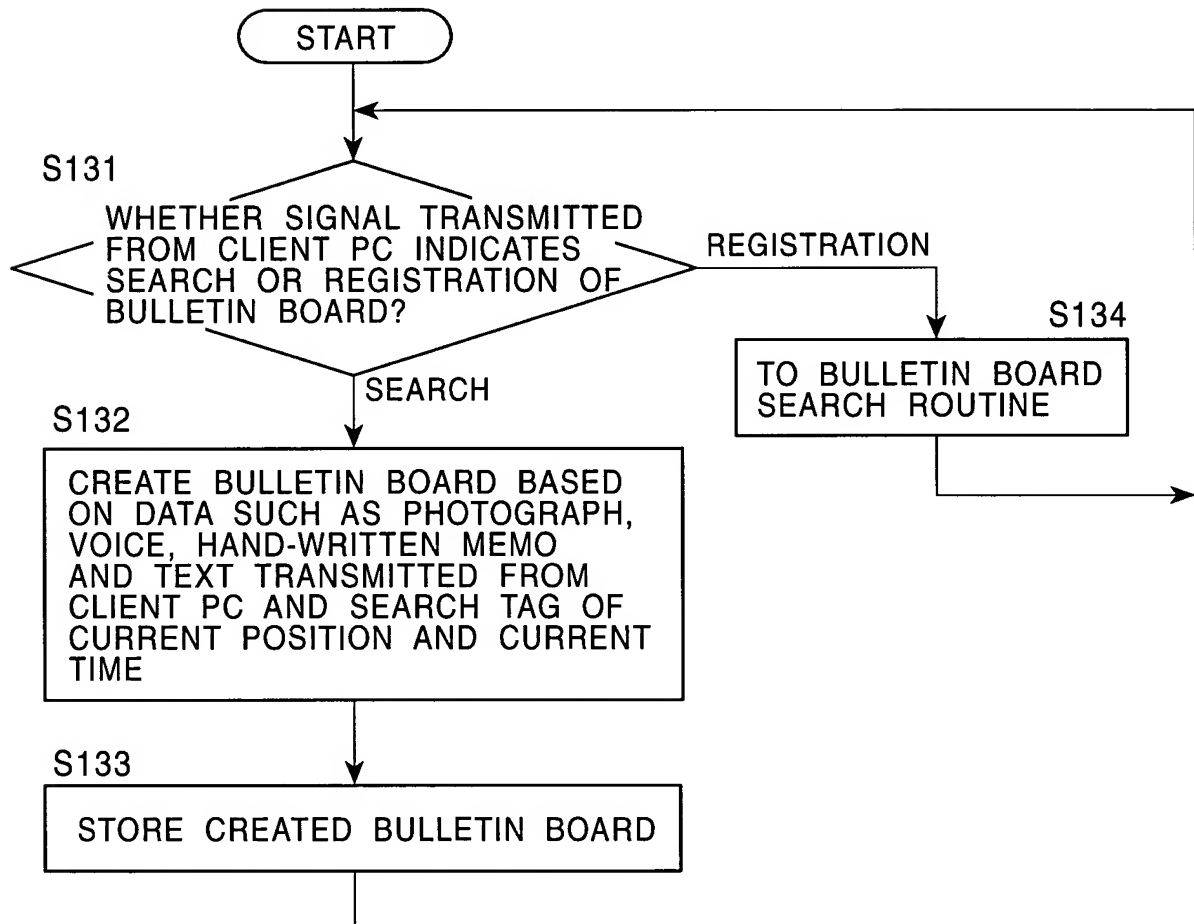 START
S131
WHETHER SIGNAL TRANSMITTED
FROM CLIENT PC INDICATES
SEARCH OR REGISTRATION OF
BULLETIN BOARD?
REGISTRATION
S134
TO BULLETIN BOARD
SEARCH ROUTINE
SEARCH
S132
CREATE BULLETIN BOARD BASED
ON DATA SUCH AS PHOTOGRAPH,
VOICE, HAND-WRITTEN MEMO
AND TEXT TRANSMITTED FROM
CLIENT PC AND SEARCH TAG OF
CURRENT POSITION AND CURRENT
TIME
S133
STORE CREATED BULLETIN BOARD